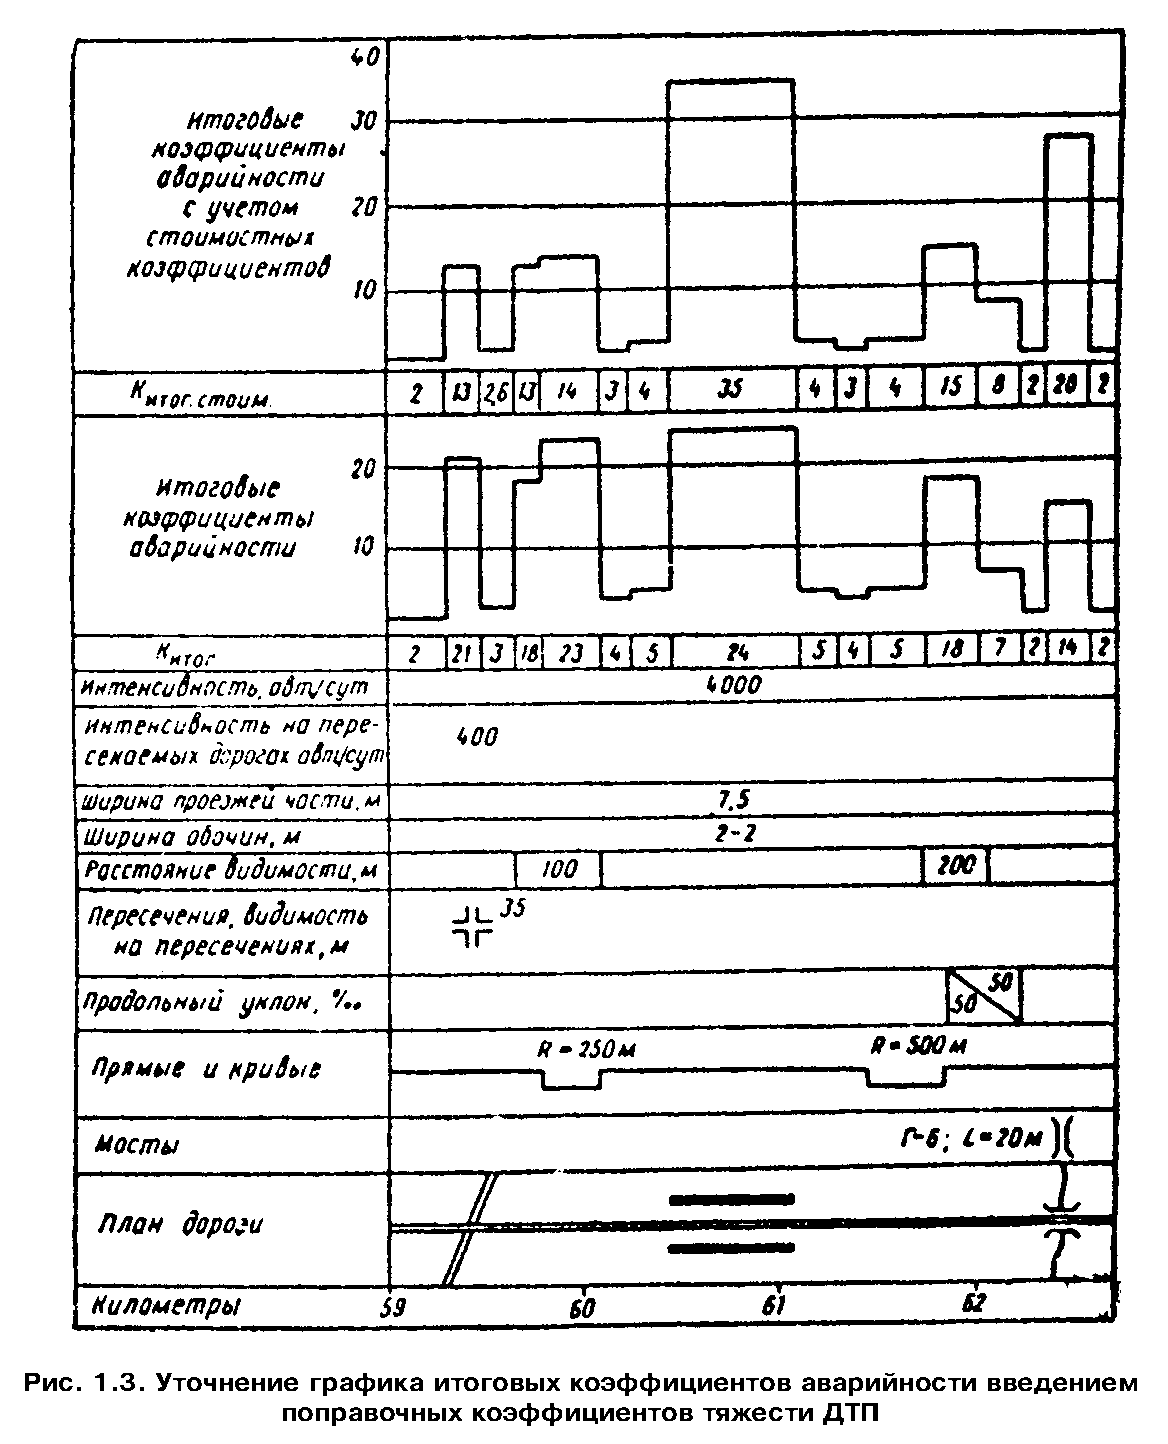 40
Итоговые 30
коэффициенты
аварийности
с учетом 20
стоимостных
коэффициентов
10
Китог.стоим. 2 13 2,6 13 14 3 4 35 4 3 4 15 8 2 28 2
20
Итоговые
коэффициенты
аварийности 10
Китог 2 21 3 18 23 4 5 24 5 4 5 18 7 2 14 2
Интенсивность, авт/сут 4000
Интенсивность на пере-
секаемых дорогах авт/сут 400
Ширина проезжей части, м 7,5
Ширина обочин, м 2-2
Расстояние видимости, м 100 200
Пересечения, видимость 35
на пересечениях, м
Продольный уклон, ‰ 50 50
R = 250 м R = 500 м
Прямые и кривые
Мосты Г-6; L = 20 м
План дороги
Километры 59 60 61 62
Рис. 1.3. Уточнение графика итоговых коэффициентов аварийности введением
поправочных коэффициентов тяжести ДТП